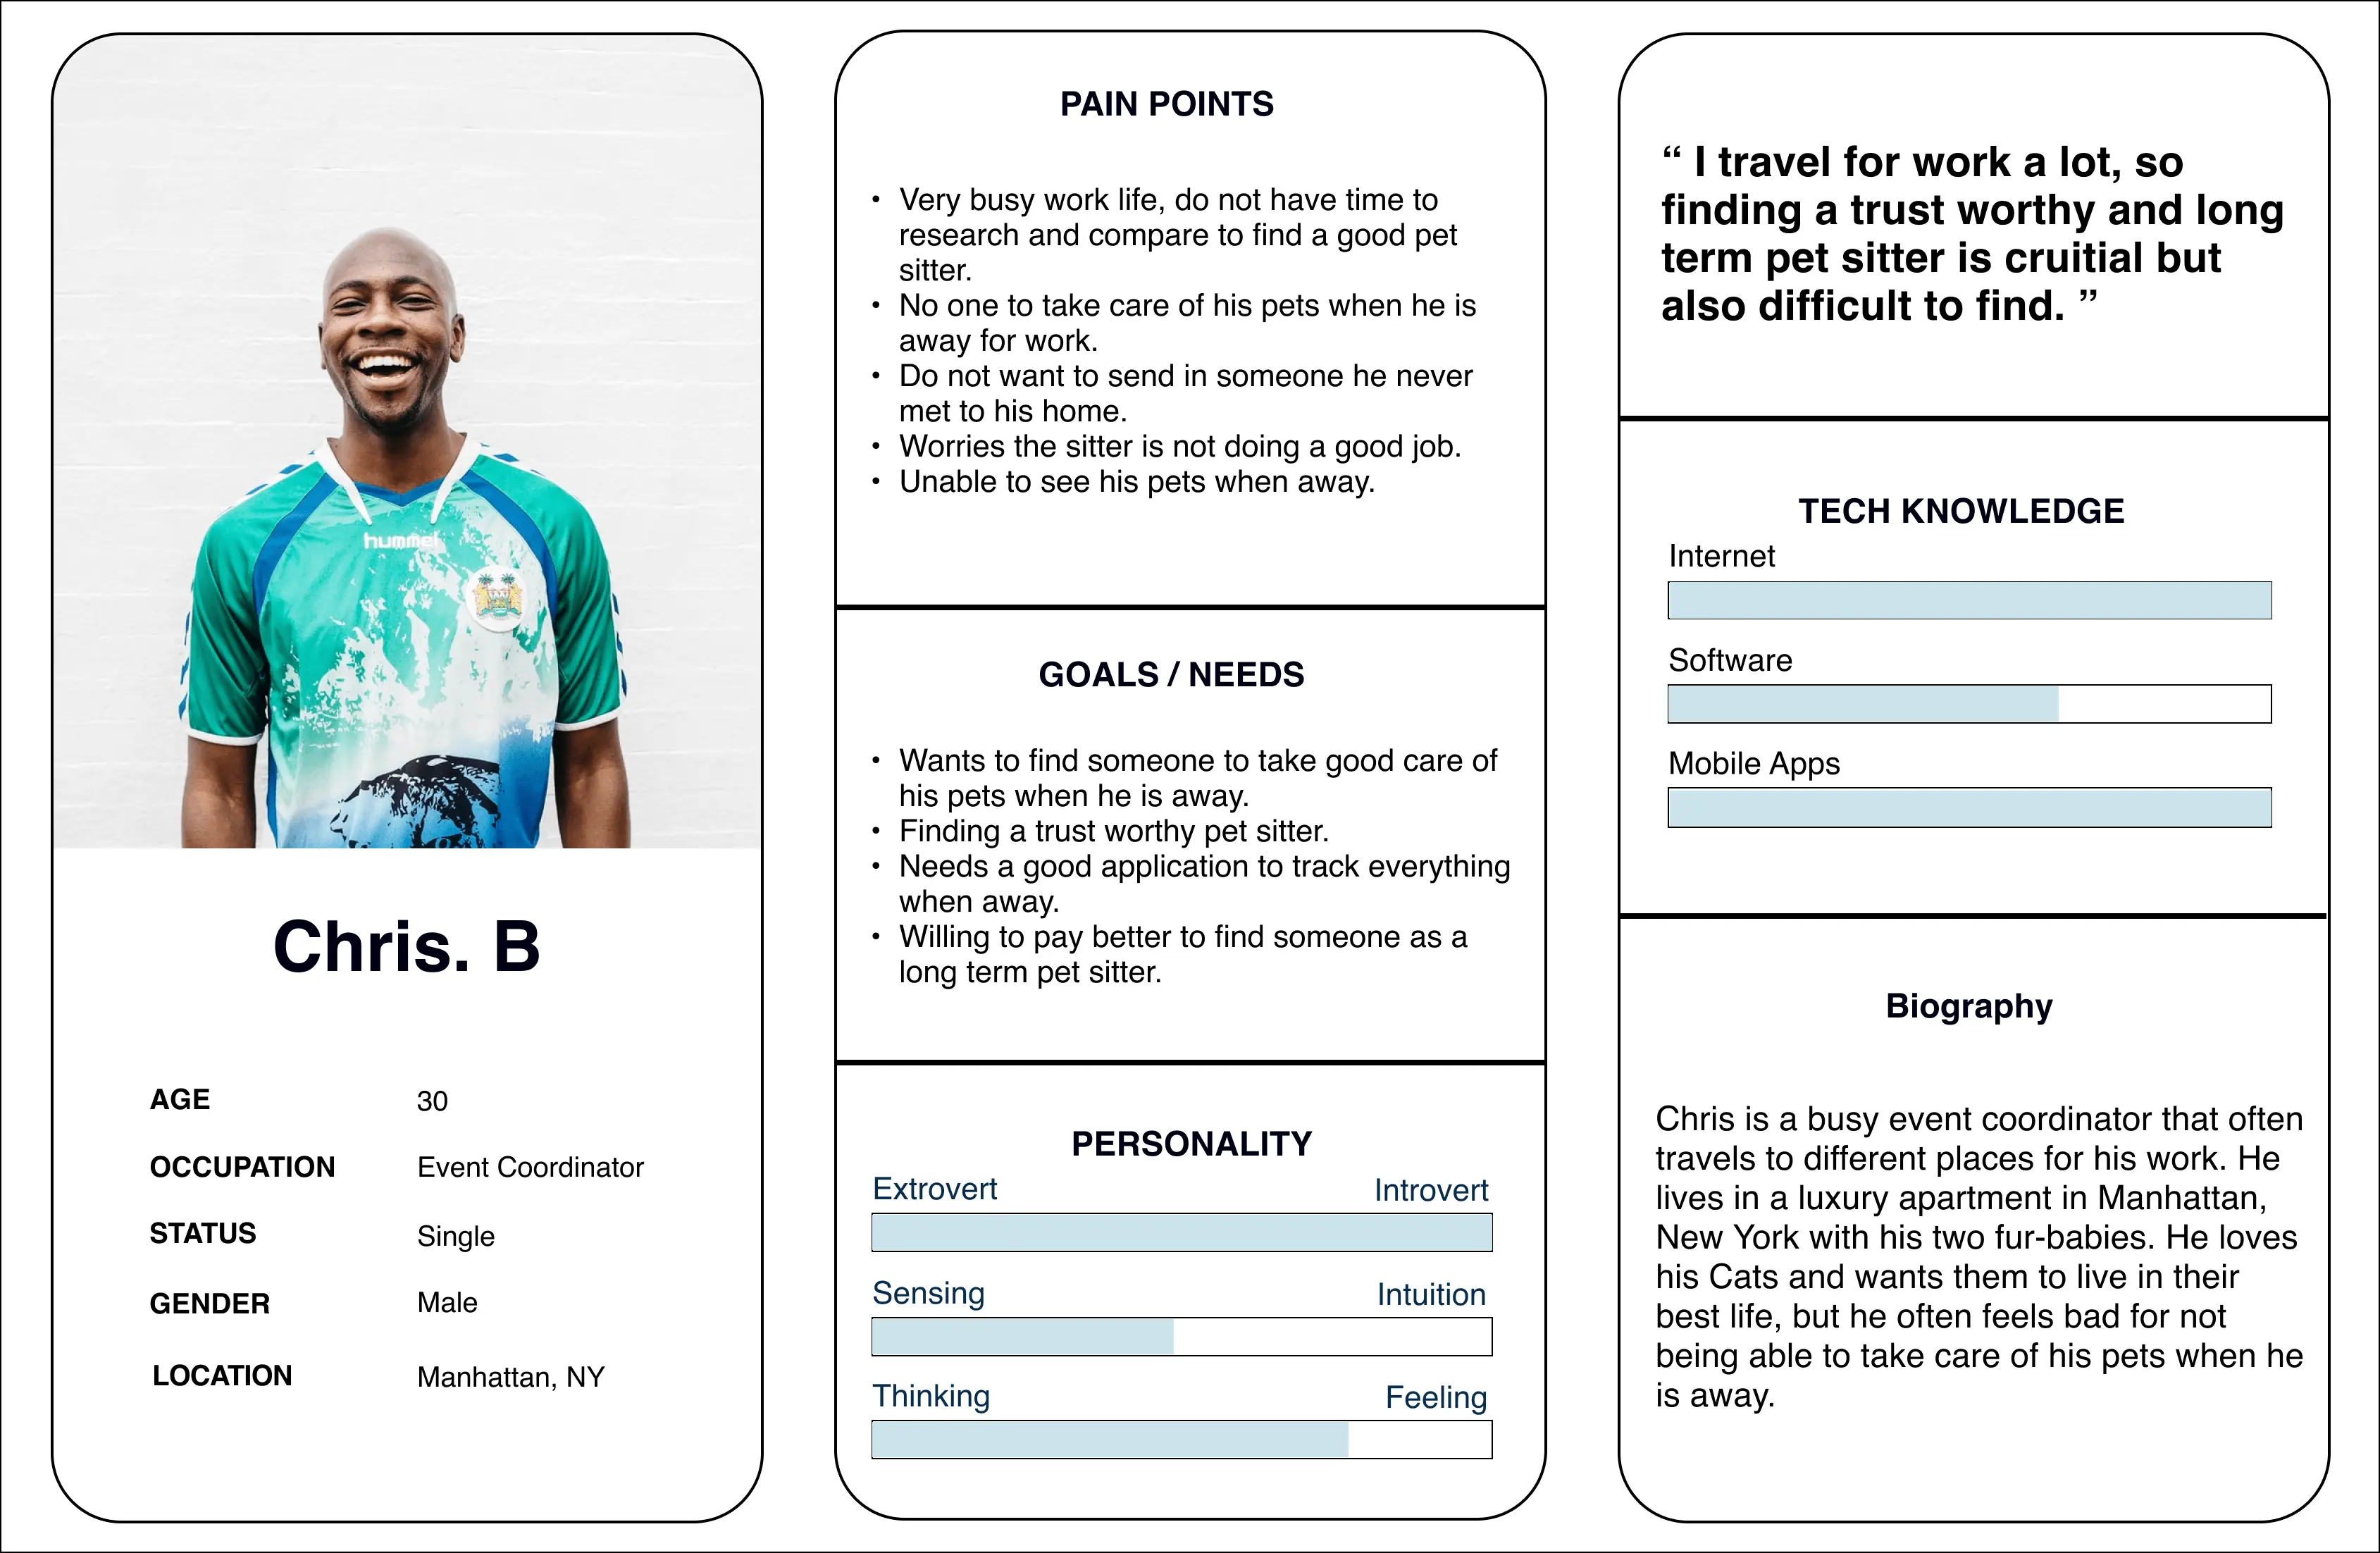 hummel
Chris. B
AGE 30
OCCUPATION Event Coordinator
STATUS Single
GENDER Male
LOCATION Manhattan, NY
PAIN POINTS
• Very busy work life, do not have time to
research and compare to find a good pet
sitter.
• No one to take care of his pets when he is
away for work.
• Do not want to send in someone he never
met to his home.
• Worries the sitter is not doing a good job.
• Unable to see his pets when away.
GOALS / NEEDS
• Wants to find someone to take good care of
his pets when he is away.
• Finding a trust worthy pet sitter.
• Needs a good application to track everything
when away.
• Willing to pay better to find someone as a
long term pet sitter.
PERSONALITY
Extrovert Introvert
Sensing Intuition
Thinking Feeling
“ I travel for work a lot, so
finding a trust worthy and long
term pet sitter is cruitial but
also difficult to find. ”
TECH KNOWLEDGE
Internet
Software
Mobile Apps
Biography
Chris is a busy event coordinator that often
travels to different places for his work. He
lives in a luxury apartment in Manhattan,
New York with his two fur-babies. He loves
his Cats and wants them to live in their
best life, but he often feels bad for not
being able to take care of his pets when he
is away.